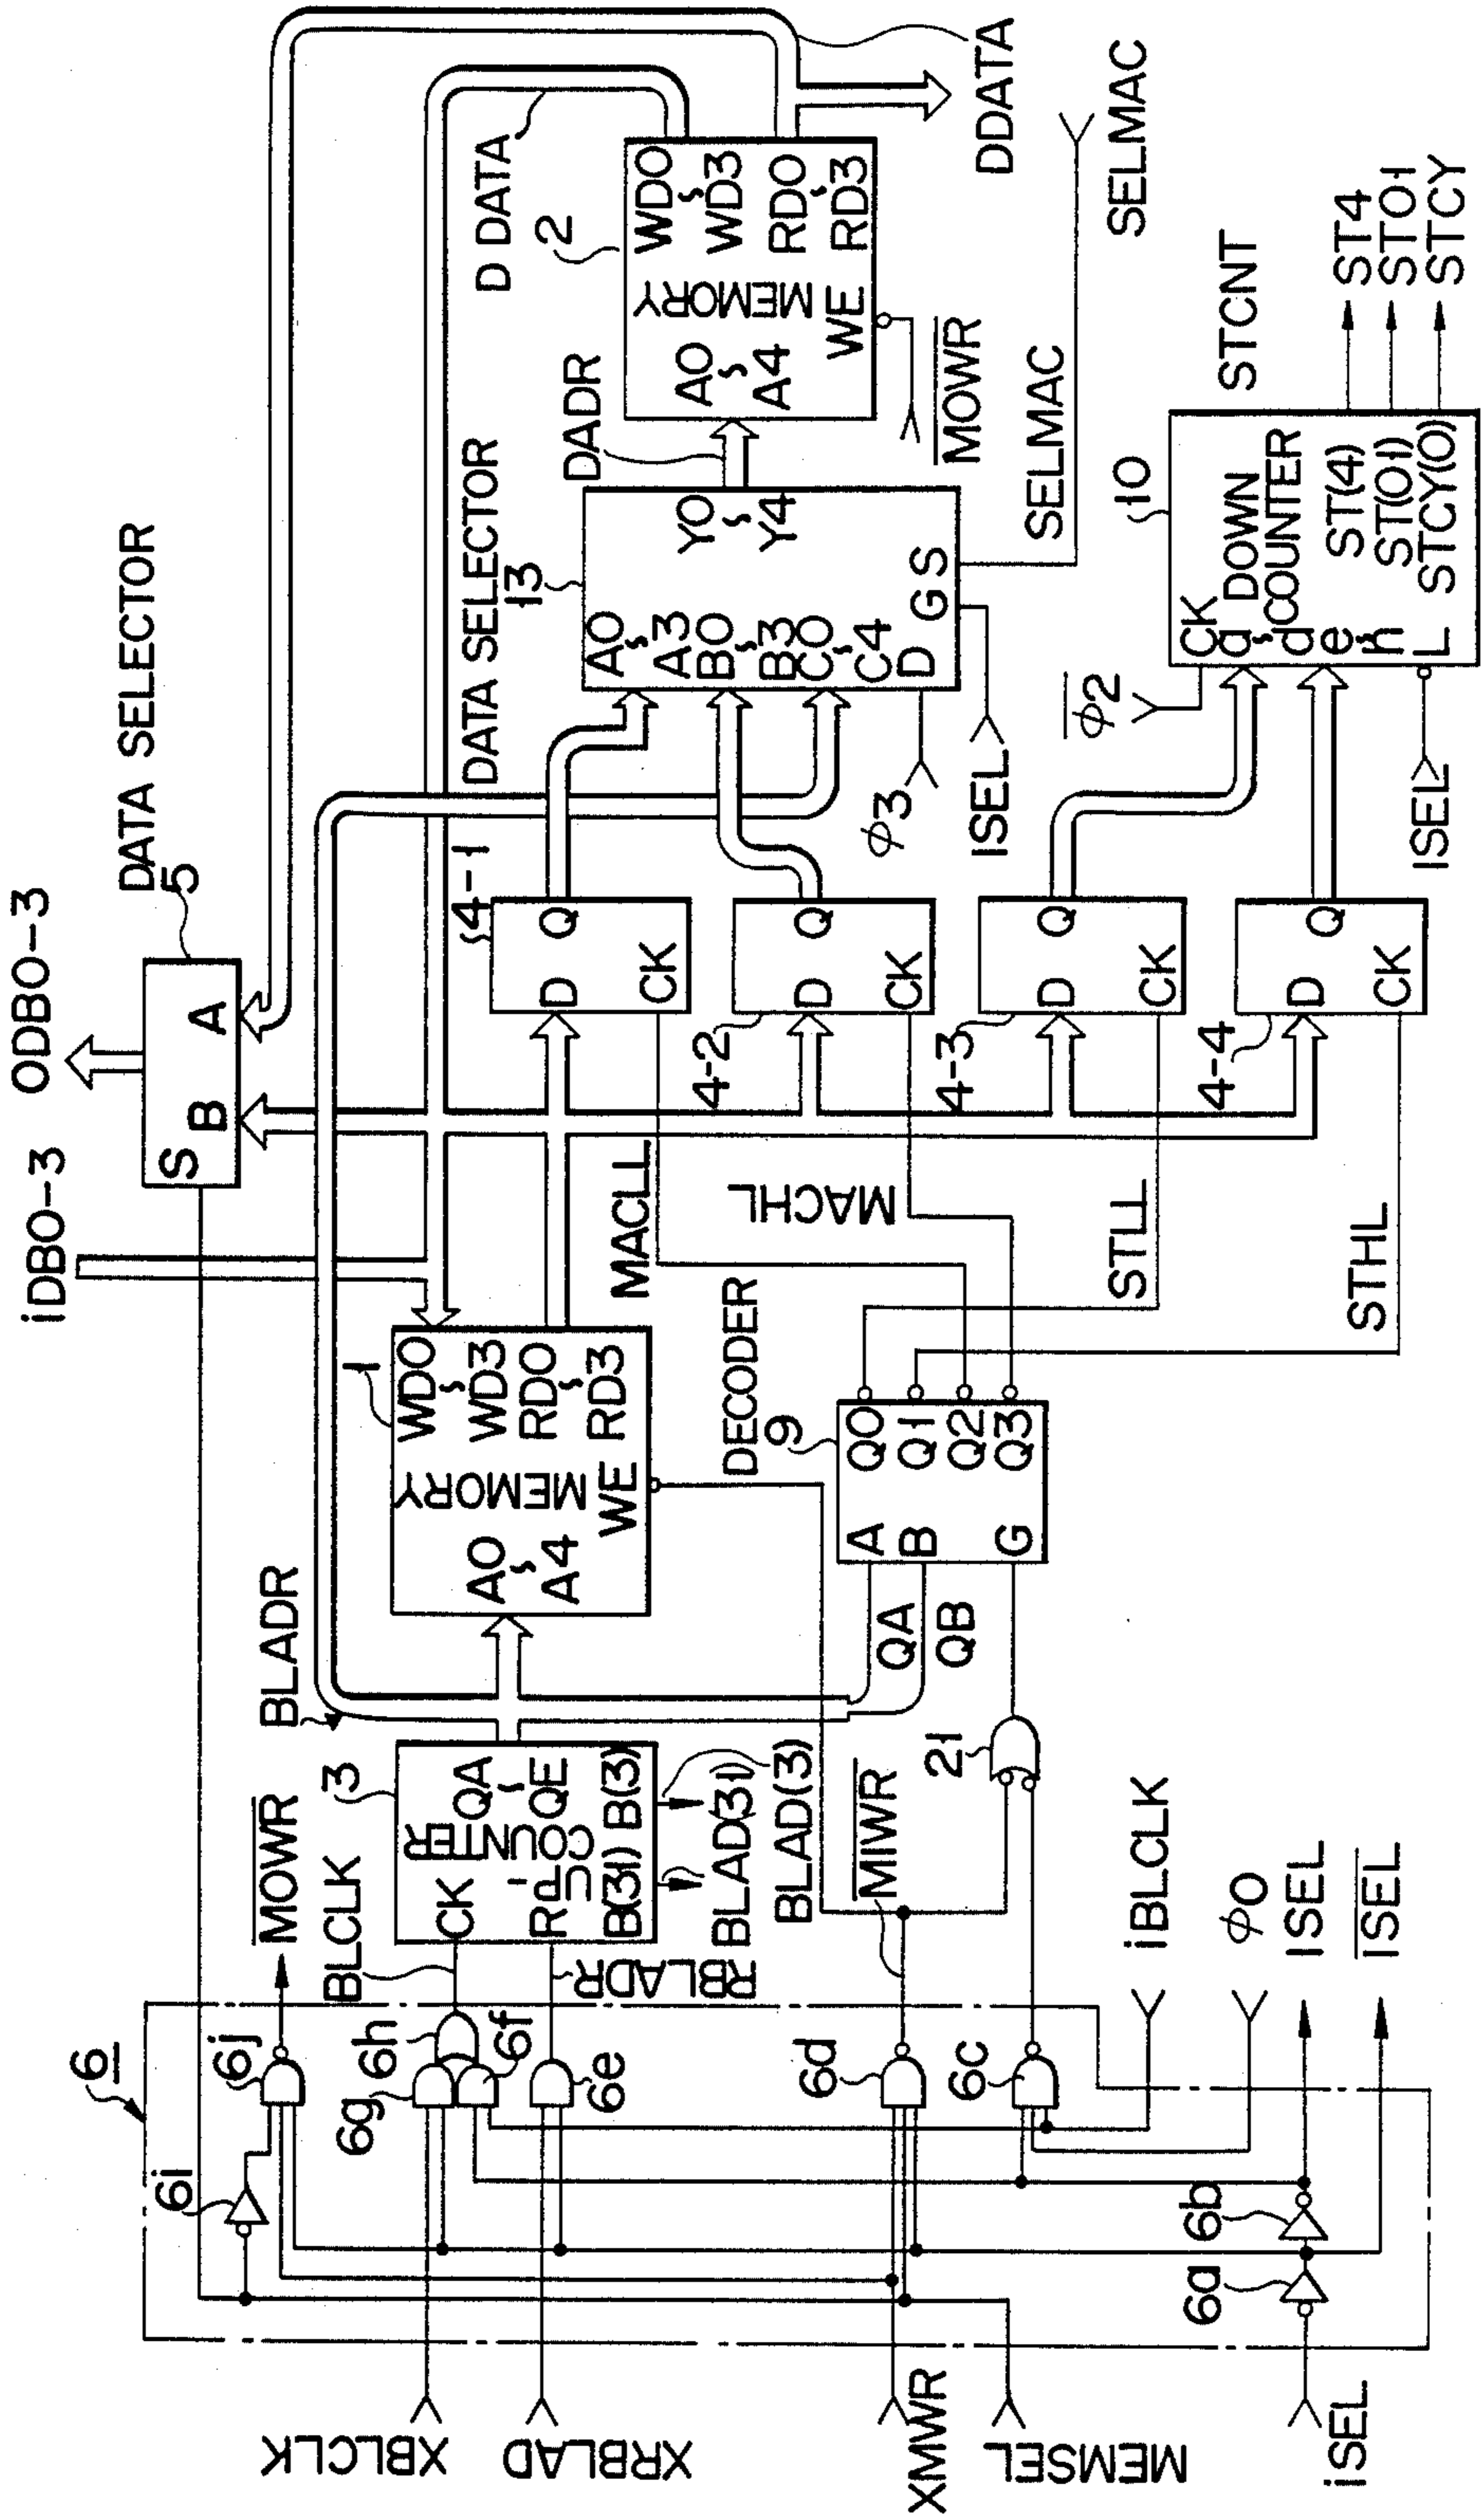 iDB0-3
ODB0-3
DATA SELECTOR
5
S
B
A
D DATA
DDATA
BLADR
1
WD0
WD3
RD0
RD3
MEMORY
A0
A4
WE
4-1
D
Q
CK
4-2
D
Q
CK
4-3
D
Q
CK
4-4
D
Q
CK
MACLL
MACHL
STLL
STHL
DATA SELECTOR
13
A0
A3
B0
B3
C0
C4
D
G
S
Y0
Y4
DADR
2
WD0
WD3
RD0
RD3
MEMORY
A0
A4
WE
MOWR
SELMAC
SELMAC
φ3
ISEL
φ2
ISEL
STCNT
10
CK
a
d
e
h
L
DOWN
COUNTER
ST(4)
ST(01)
STCY(0)
ST4
ST01
STCY
DECODER
9
A
B
G
Q0
Q1
Q2
Q3
QA
QB
21
3
CK
R
UP-
COUNTER
QA
QE
B(31)
B(3)
BLAD(31)
BLAD(3)
BLCLK
RBLADR
MOWR
MIWR
6
6i
6j
6g
6h
6f
6e
6d
6c
6b
6a
iBLCLK
φ0
ISEL
ISEL
XBLCLK
XRBLAD
XMWR
MEMSEL
iSEL